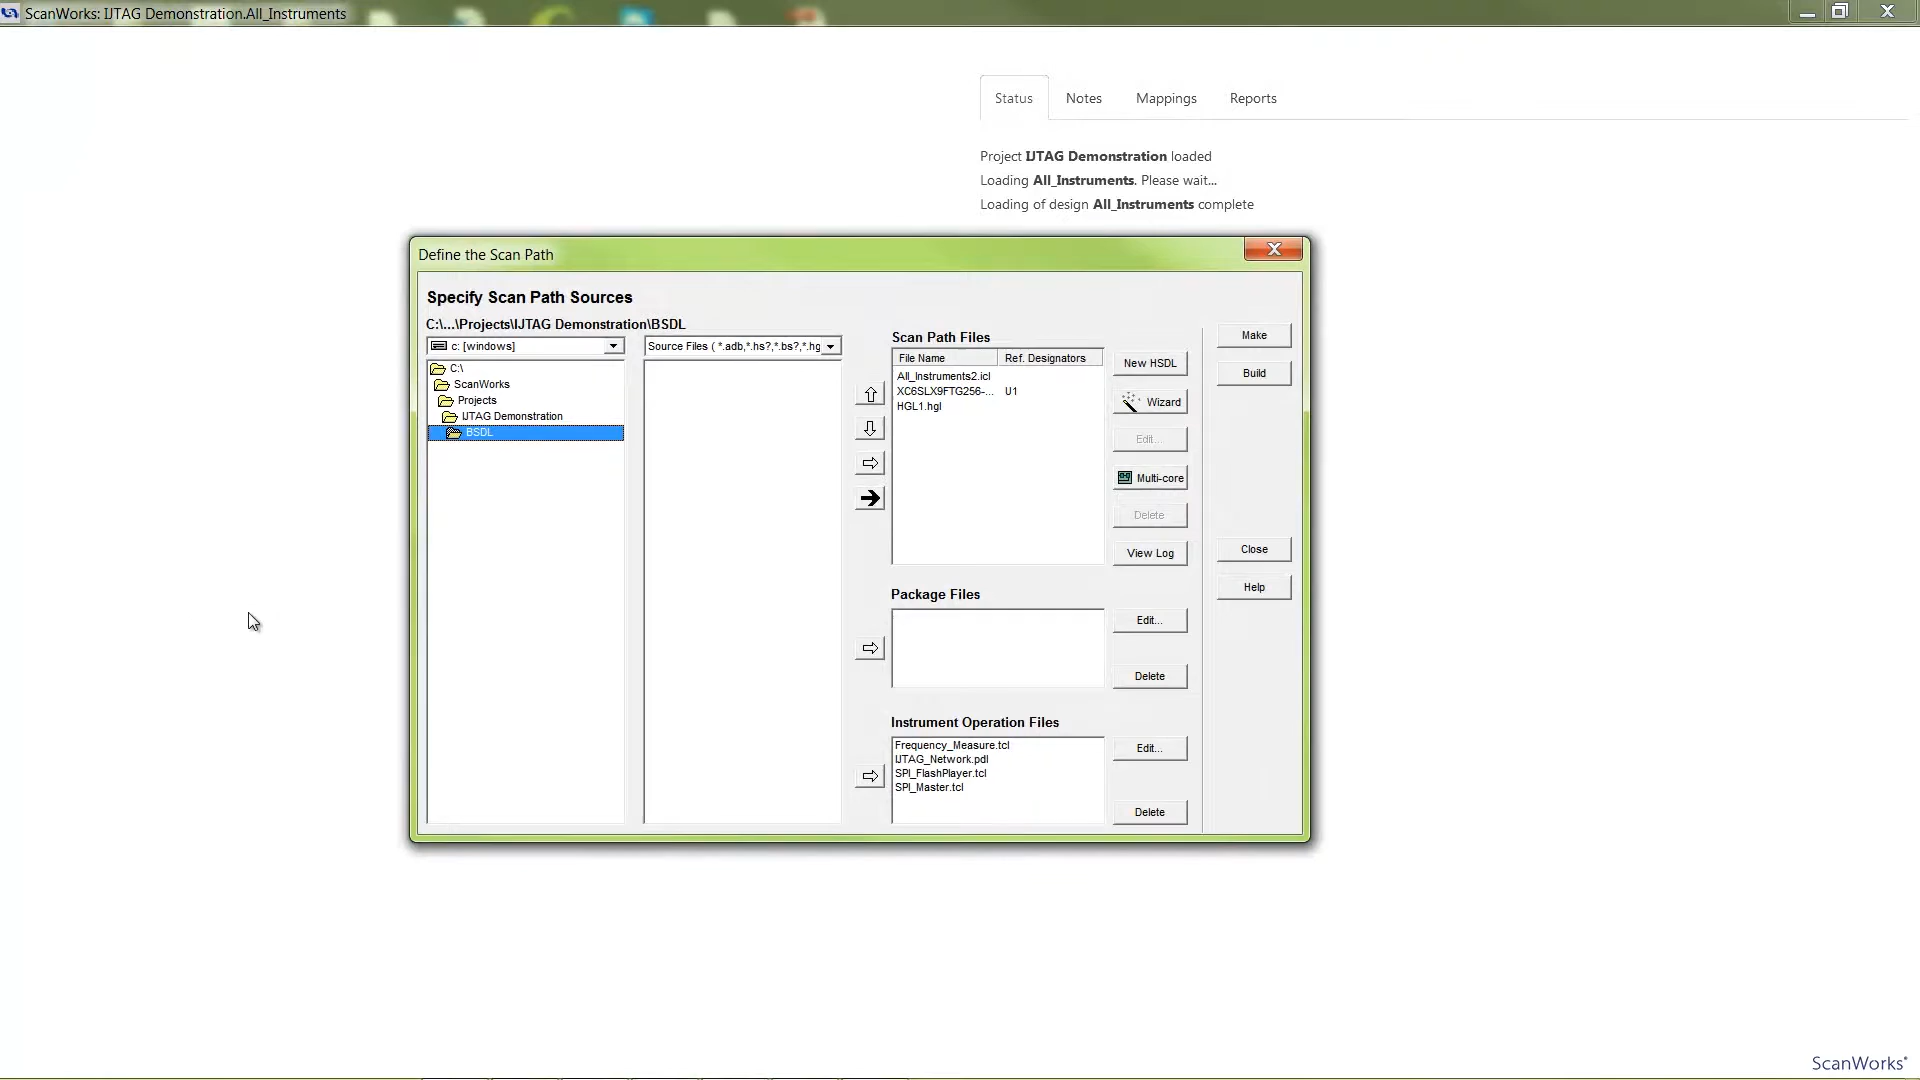 ScanWorks: IJTAG Demonstration.All_Instruments
Status
Notes
Mappings
Reports
Project IJTAG Demonstration loaded
Loading All_Instruments. Please wait...
Loading of design All_Instruments complete
Define the Scan Path
Specify Scan Path Sources
C:\...\Projects\IJTAG Demonstration\BSDL
c: [windows]
Source Files ( *.adb,*.hs?,*.bs?,*.hg
C:\
ScanWorks
Projects
IJTAG Demonstration
BSDL
Scan Path Files
File Name
Ref. Designators
All_Instruments2.icl
XC6SLX9FTG256-... U1
HGL1.hgl
New HSDL
Wizard
Edit...
Multi-core
Delete
View Log
Make
Build
Close
Help
Package Files
Edit...
Delete
Instrument Operation Files
Frequency_Measure.tcl
IJTAG_Network.pdl
SPI_FlashPlayer.tcl
SPI_Master.tcl
Edit...
Delete
ScanWorks®